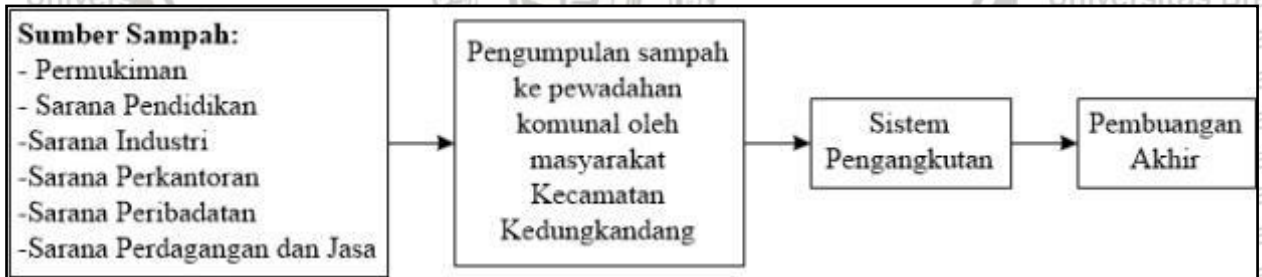 Sumber Sampah:
- Permukiman
- Sarana Pendidikan
-Sarana Industri
-Sarana Perkantoran
-Sarana Peribadatan
-Sarana Perdagangan dan Jasa
Pengumpulan sampah
ke pewadahan
komunal oleh
masyarakat
Kecamatan
Kedungkandang
Sistem
Pengangkutan
Pembuangan
Akhir